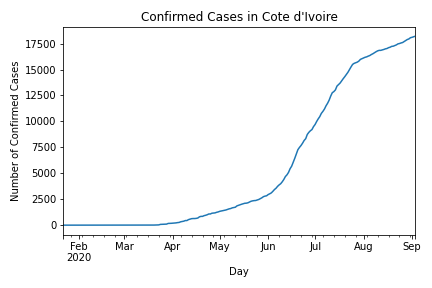 Confirmed Cases in Cote d'Ivoire
Number of Confirmed Cases
17500
15000
12500
10000
7500
5000
2500
0
Feb Mar Apr May Jun Jul Aug Sep
2020
Day